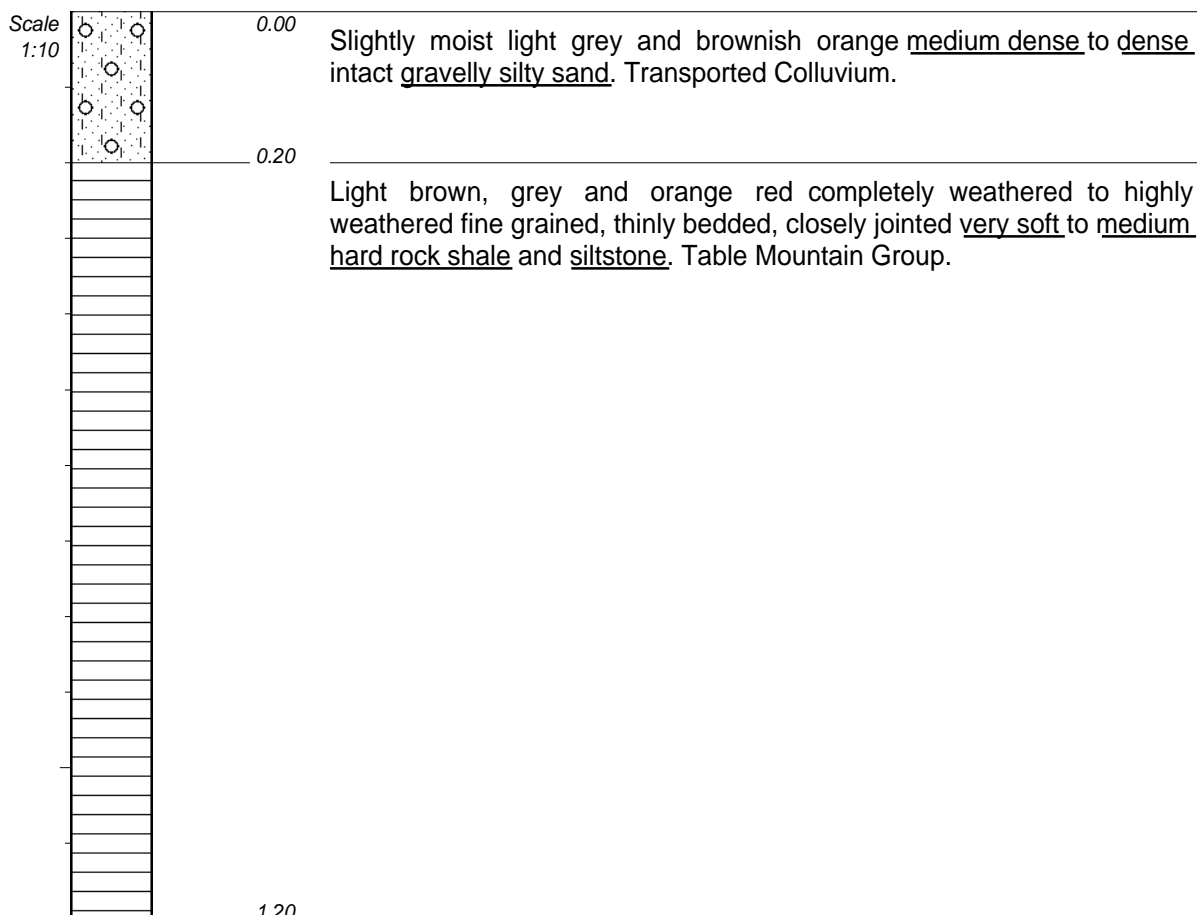 Scale
1:10
0.00
Slightly moist light grey and brownish orange medium dense to dense
intact gravelly silty sand. Transported Colluvium.
0.20
Light brown, grey and orange red completely weathered to highly
weathered fine grained, thinly bedded, closely jointed very soft to medium
hard rock shale and siltstone. Table Mountain Group.
1.20